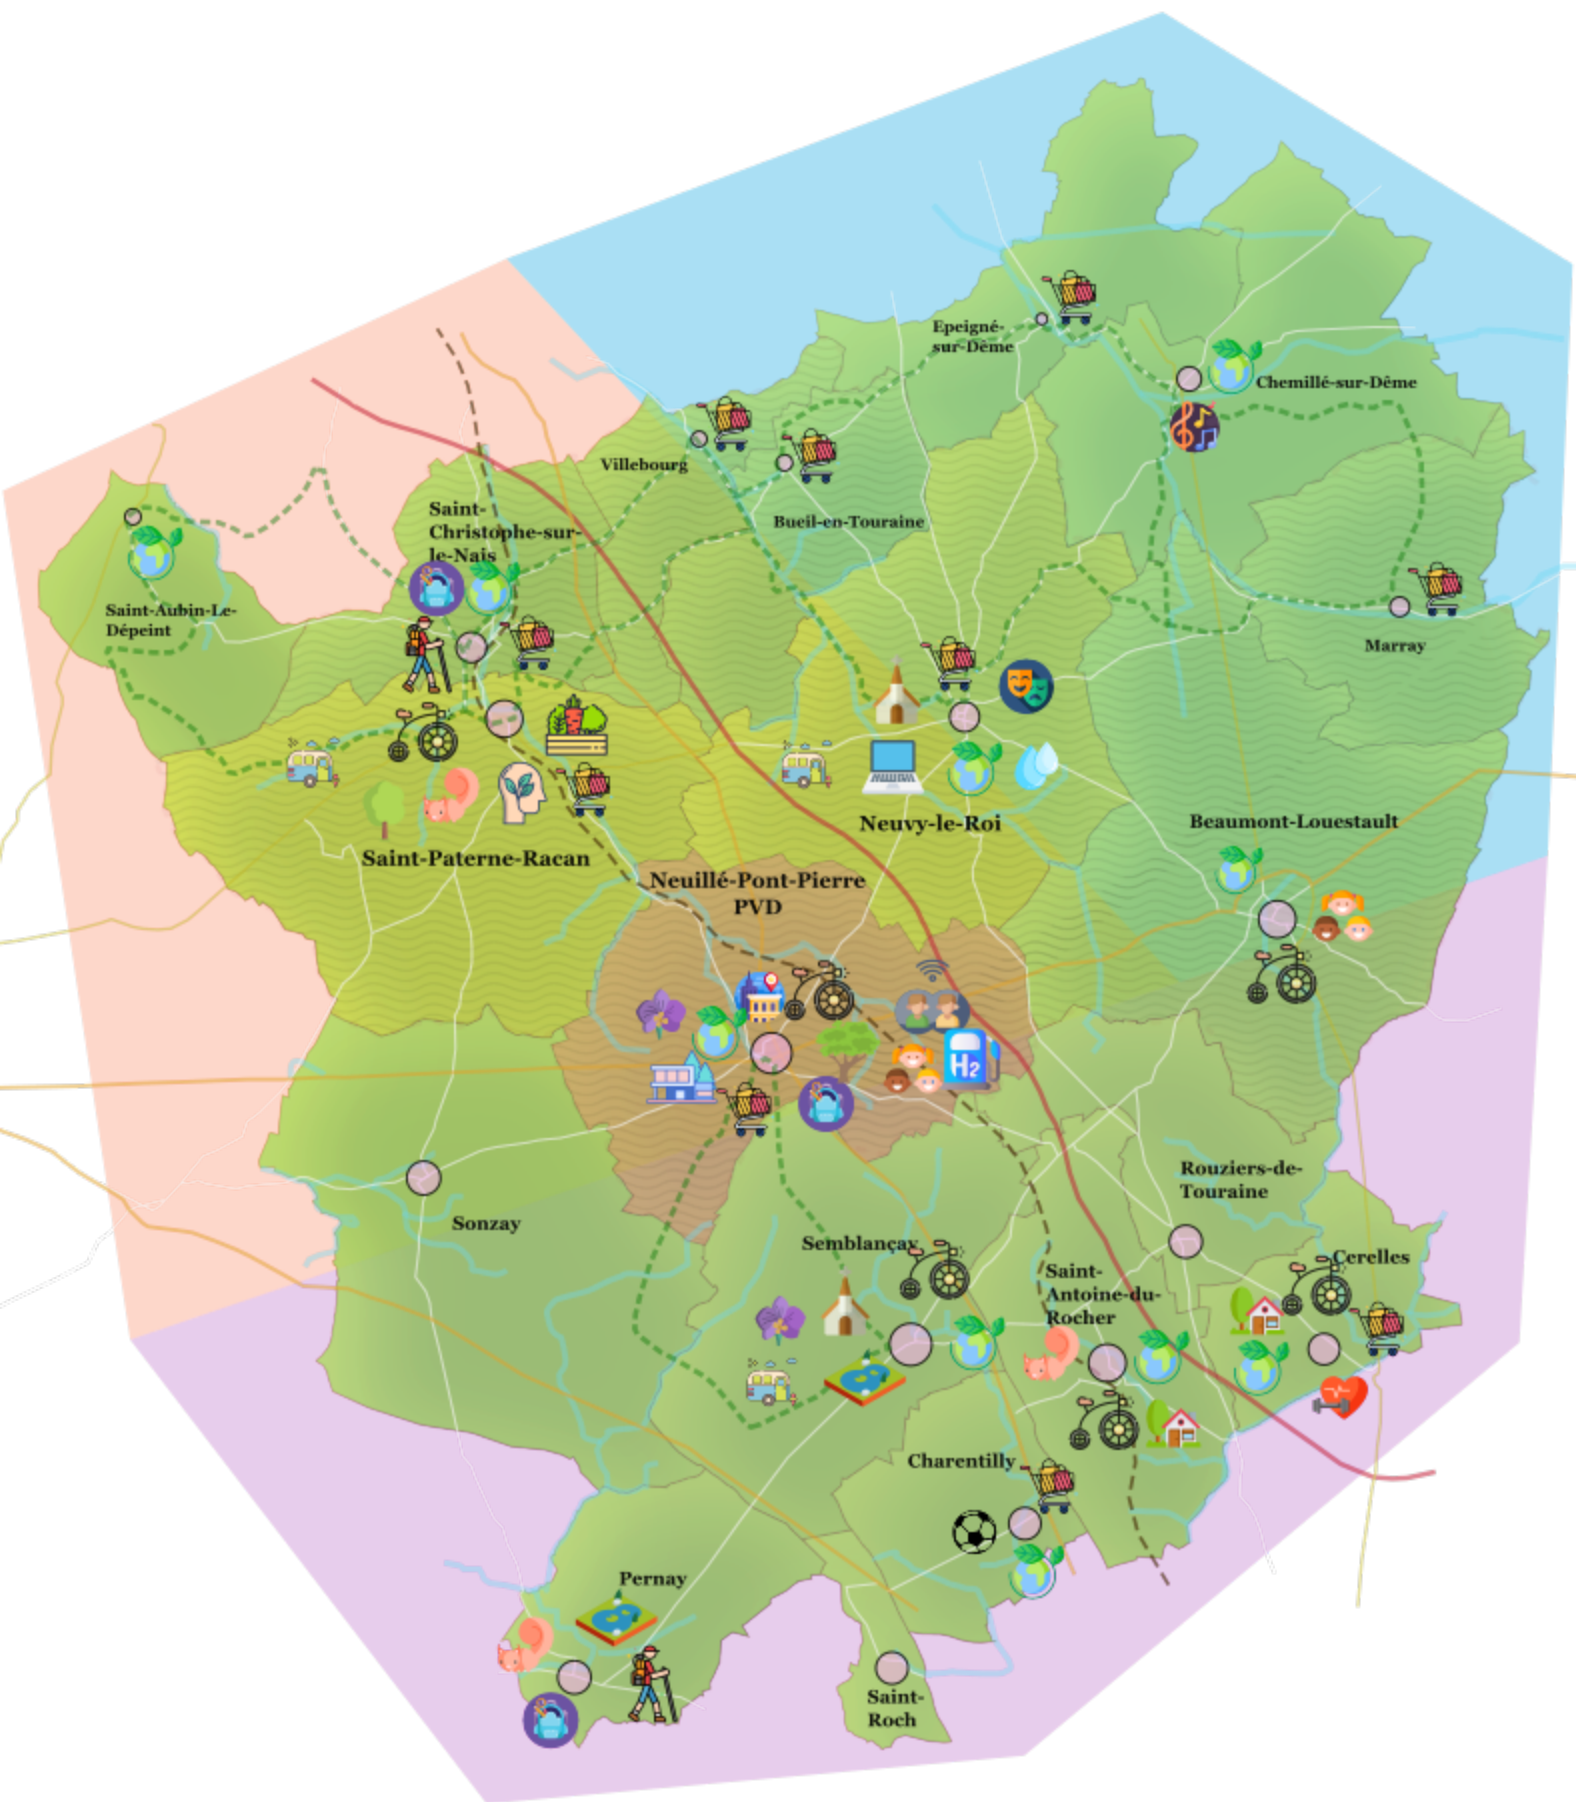 Epeigné-
sur-Dême
Chemillé-sur-Dême
Villebourg
Saint-
Christophe-sur-
le-Nais
Bueil-en-Touraine
Saint-Aubin-Le-
Dépeint
Marray
Neuvy-le-Roi
Beaumont-Louestault
Saint-Paterne-Racan
Neuillé-Pont-Pierre
PVD
H2
Rouziers-de-
Touraine
Sonzay
Semblançay
Cerelles
Saint-
Antoine-du-
Rocher
Charentilly
Pernay
Saint-
Roch